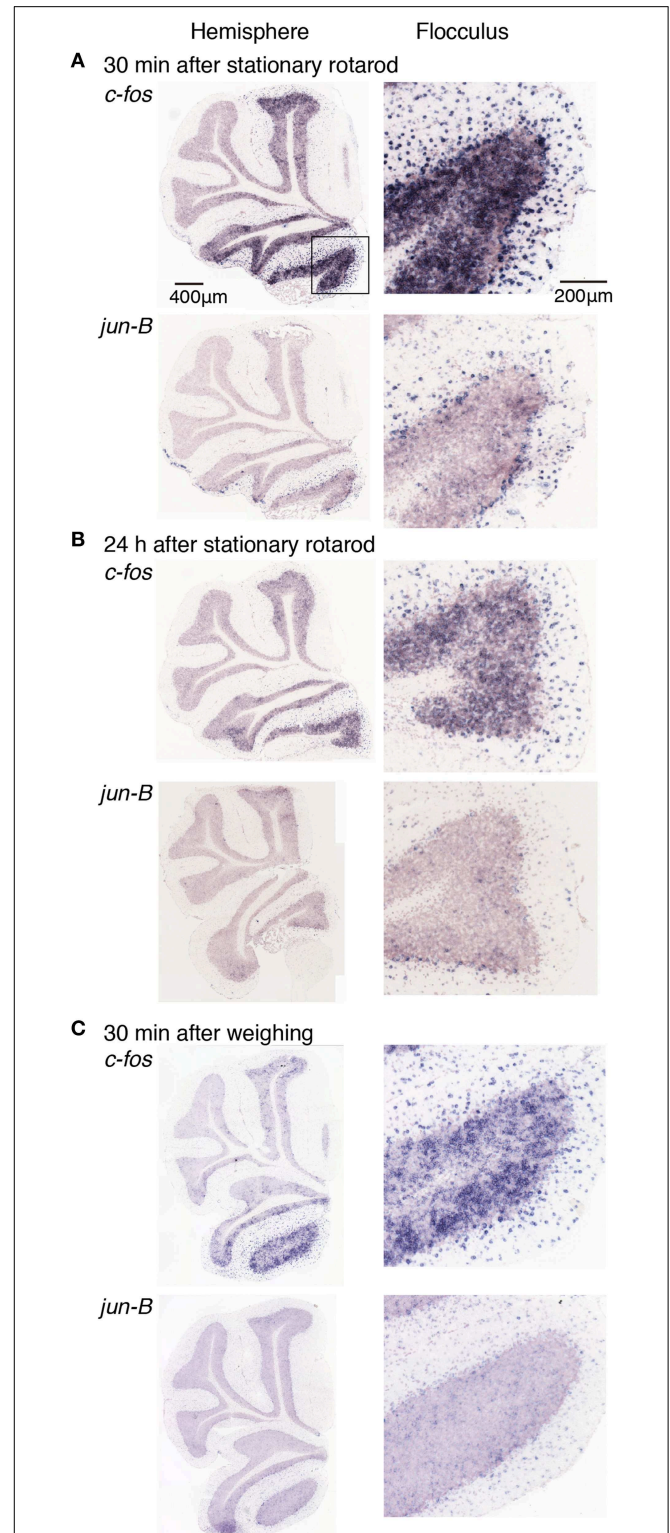 Hemisphere Flocculus
A 30 min after stationary rotarod
c-fos
400µm 200µm
jun-B
B 24 h after stationary rotarod
c-fos
jun-B
C 30 min after weighing
c-fos
jun-B